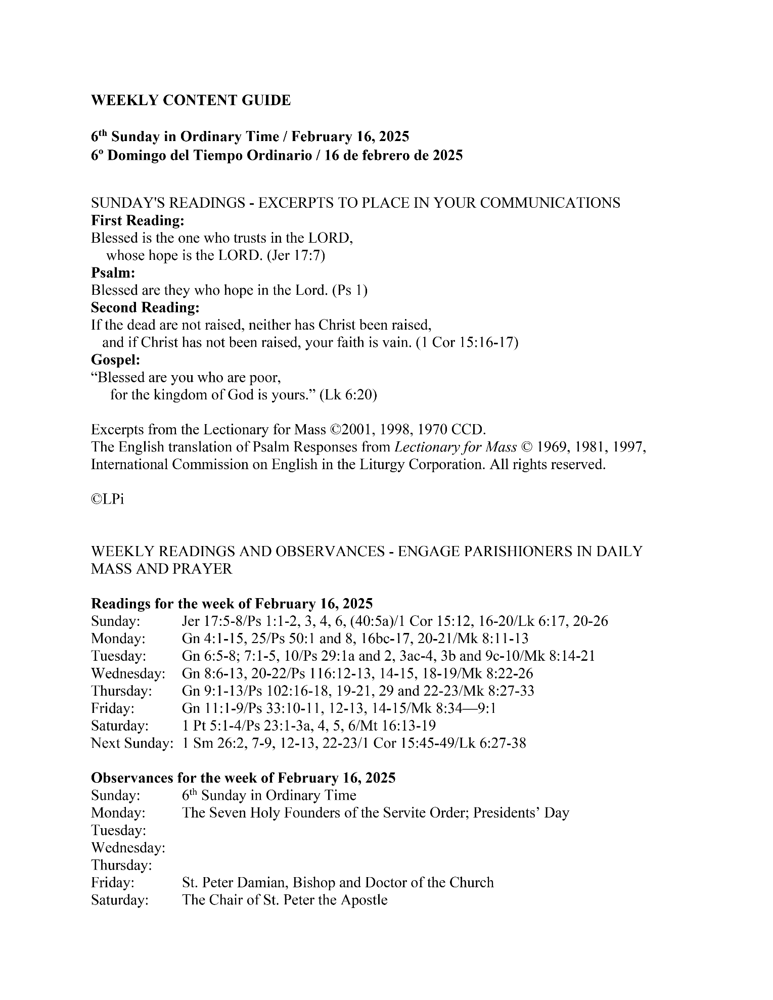 WEEKLY CONTENT GUIDE
6th Sunday in Ordinary Time / February 16, 2025
6º Domingo del Tiempo Ordinario / 16 de febrero de 2025
SUNDAY'S READINGS - EXCERPTS TO PLACE IN YOUR COMMUNICATIONS
First Reading:
Blessed is the one who trusts in the LORD,
whose hope is the LORD. (Jer 17:7)
Psalm:
Blessed are they who hope in the Lord. (Ps 1)
Second Reading:
If the dead are not raised, neither has Christ been raised,
and if Christ has not been raised, your faith is vain. (1 Cor 15:16-17)
Gospel:
“Blessed are you who are poor,
for the kingdom of God is yours.” (Lk 6:20)
Excerpts from the Lectionary for Mass ©2001, 1998, 1970 CCD.
The English translation of Psalm Responses from Lectionary for Mass © 1969, 1981, 1997,
International Commission on English in the Liturgy Corporation. All rights reserved.
©LPi
WEEKLY READINGS AND OBSERVANCES - ENGAGE PARISHIONERS IN DAILY
MASS AND PRAYER
Readings for the week of February 16, 2025
Sunday: Jer 17:5-8/Ps 1:1-2, 3, 4, 6, (40:5a)/1 Cor 15:12, 16-20/Lk 6:17, 20-26
Monday: Gn 4:1-15, 25/Ps 50:1 and 8, 16bc-17, 20-21/Mk 8:11-13
Tuesday: Gn 6:5-8; 7:1-5, 10/Ps 29:1a and 2, 3ac-4, 3b and 9c-10/Mk 8:14-21
Wednesday: Gn 8:6-13, 20-22/Ps 116:12-13, 14-15, 18-19/Mk 8:22-26
Thursday: Gn 9:1-13/Ps 102:16-18, 19-21, 29 and 22-23/Mk 8:27-33
Friday: Gn 11:1-9/Ps 33:10-11, 12-13, 14-15/Mk 8:34—9:1
Saturday: 1 Pt 5:1-4/Ps 23:1-3a, 4, 5, 6/Mt 16:13-19
Next Sunday: 1 Sm 26:2, 7-9, 12-13, 22-23/1 Cor 15:45-49/Lk 6:27-38
Observances for the week of February 16, 2025
Sunday: 6th Sunday in Ordinary Time
Monday: The Seven Holy Founders of the Servite Order; Presidents’ Day
Tuesday:
Wednesday:
Thursday:
Friday: St. Peter Damian, Bishop and Doctor of the Church
Saturday: The Chair of St. Peter the Apostle